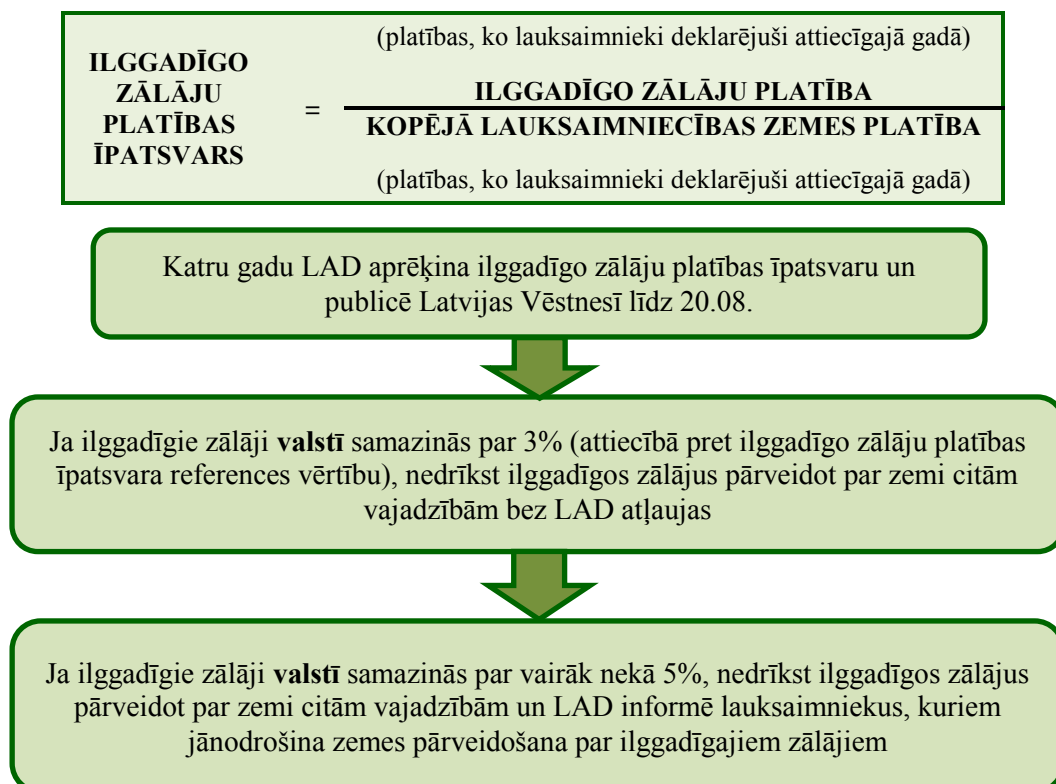 ILGGADĪGO
ZĀLĀJU
PLATĪBAS
ĪPATSVARS
=
(platības, ko lauksaimnieki deklarējuši attiecīgajā gadā)
ILGGADĪGO ZĀLĀJU PLATĪBA
KOPĒJĀ LAUKSAIMNIECĪBAS ZEMES PLATĪBA
(platības, ko lauksaimnieki deklarējuši attiecīgajā gadā)
Katru gadu LAD aprēķina ilggadīgo zālāju platības īpatsvaru un
publicē Latvijas Vēstnesī līdz 20.08.
Ja ilggadīgie zālāji valstī samazinās par 3% (attiecībā pret ilggadīgo zālāju platības
īpatsvara references vērtību), nedrīkst ilggadīgos zālājus pārveidot par zemi citām
vajadzībām bez LAD atļaujas
Ja ilggadīgie zālāji valstī samazinās par vairāk nekā 5%, nedrīkst ilggadīgos zālājus
pārveidot par zemi citām vajadzībām un LAD informē lauksaimniekus, kuriem
jānodrošina zemes pārveidošana par ilggadīgajiem zālājiem